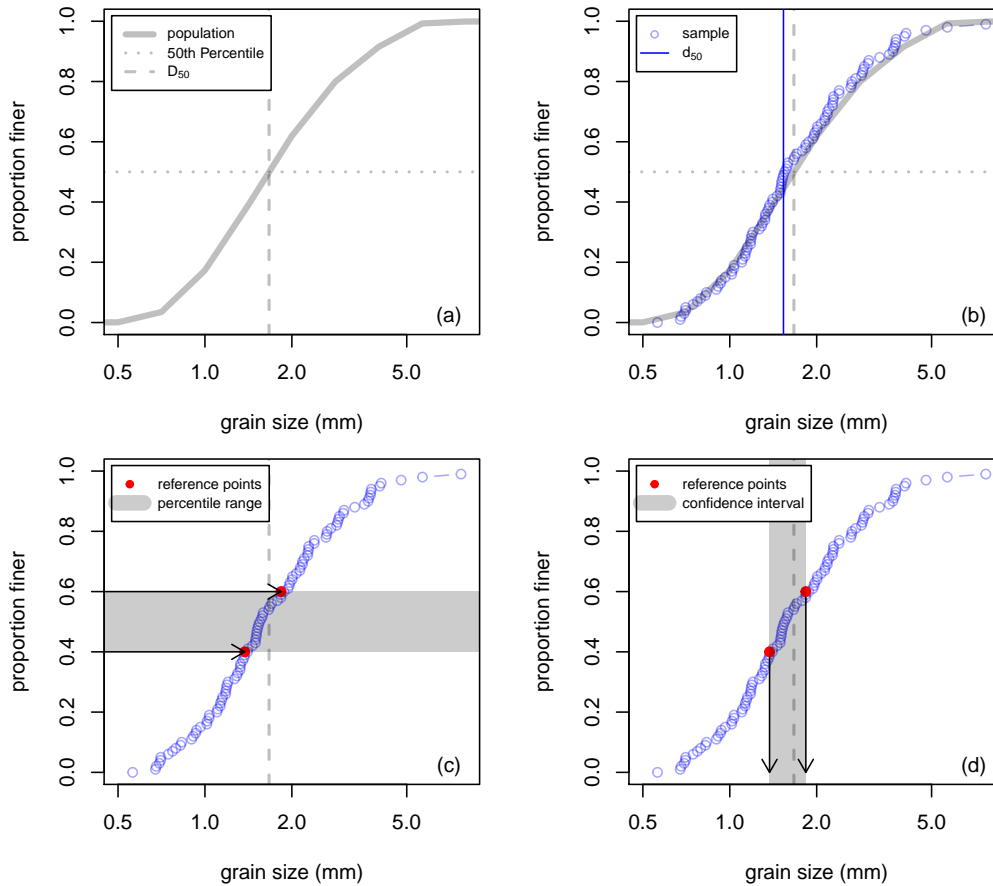 population
50th Percentile
D50
proportion finer
0.0 0.2 0.4 0.6 0.8 1.0
(a)
0.5 1.0 2.0 5.0
grain size (mm)
sample
d50
proportion finer
0.0 0.2 0.4 0.6 0.8 1.0
(b)
0.5 1.0 2.0 5.0
grain size (mm)
reference points
percentile range
proportion finer
0.0 0.2 0.4 0.6 0.8 1.0
(c)
0.5 1.0 2.0 5.0
grain size (mm)
reference points
confidence interval
proportion finer
0.0 0.2 0.4 0.6 0.8 1.0
(d)
0.5 1.0 2.0 5.0
grain size (mm)